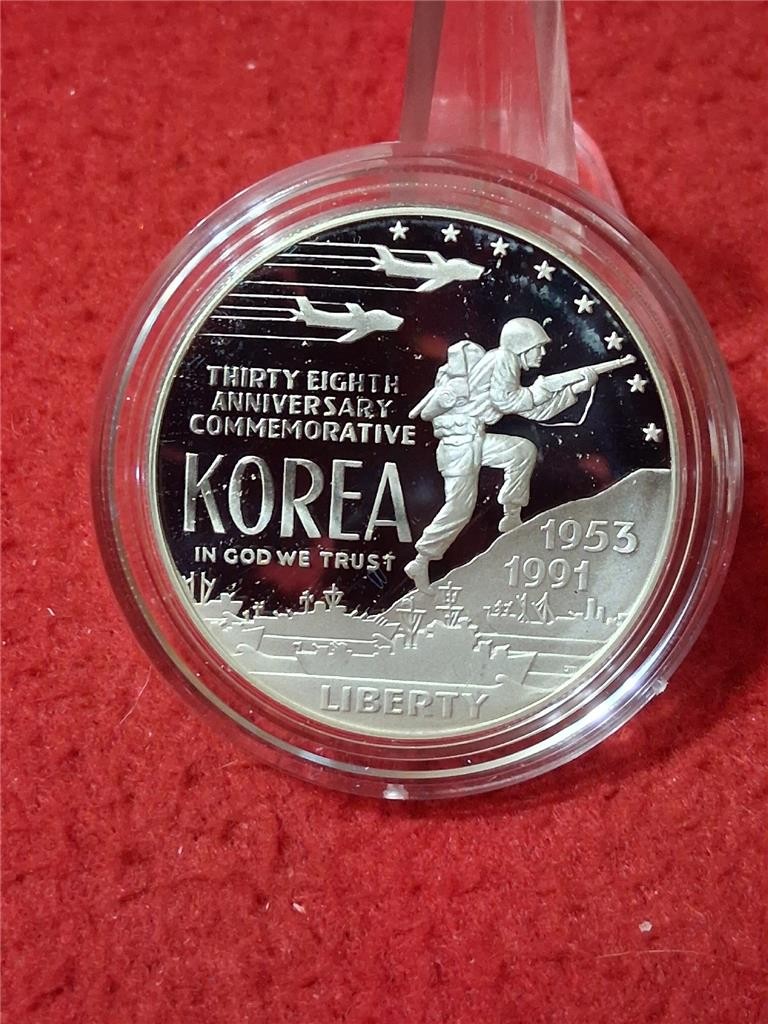 THIRTY EIGHTH
ANNIVERSARY
COMMEMORATIVE
KOREA
IN GOD WE TRUST
1953
1991
LIBERTY